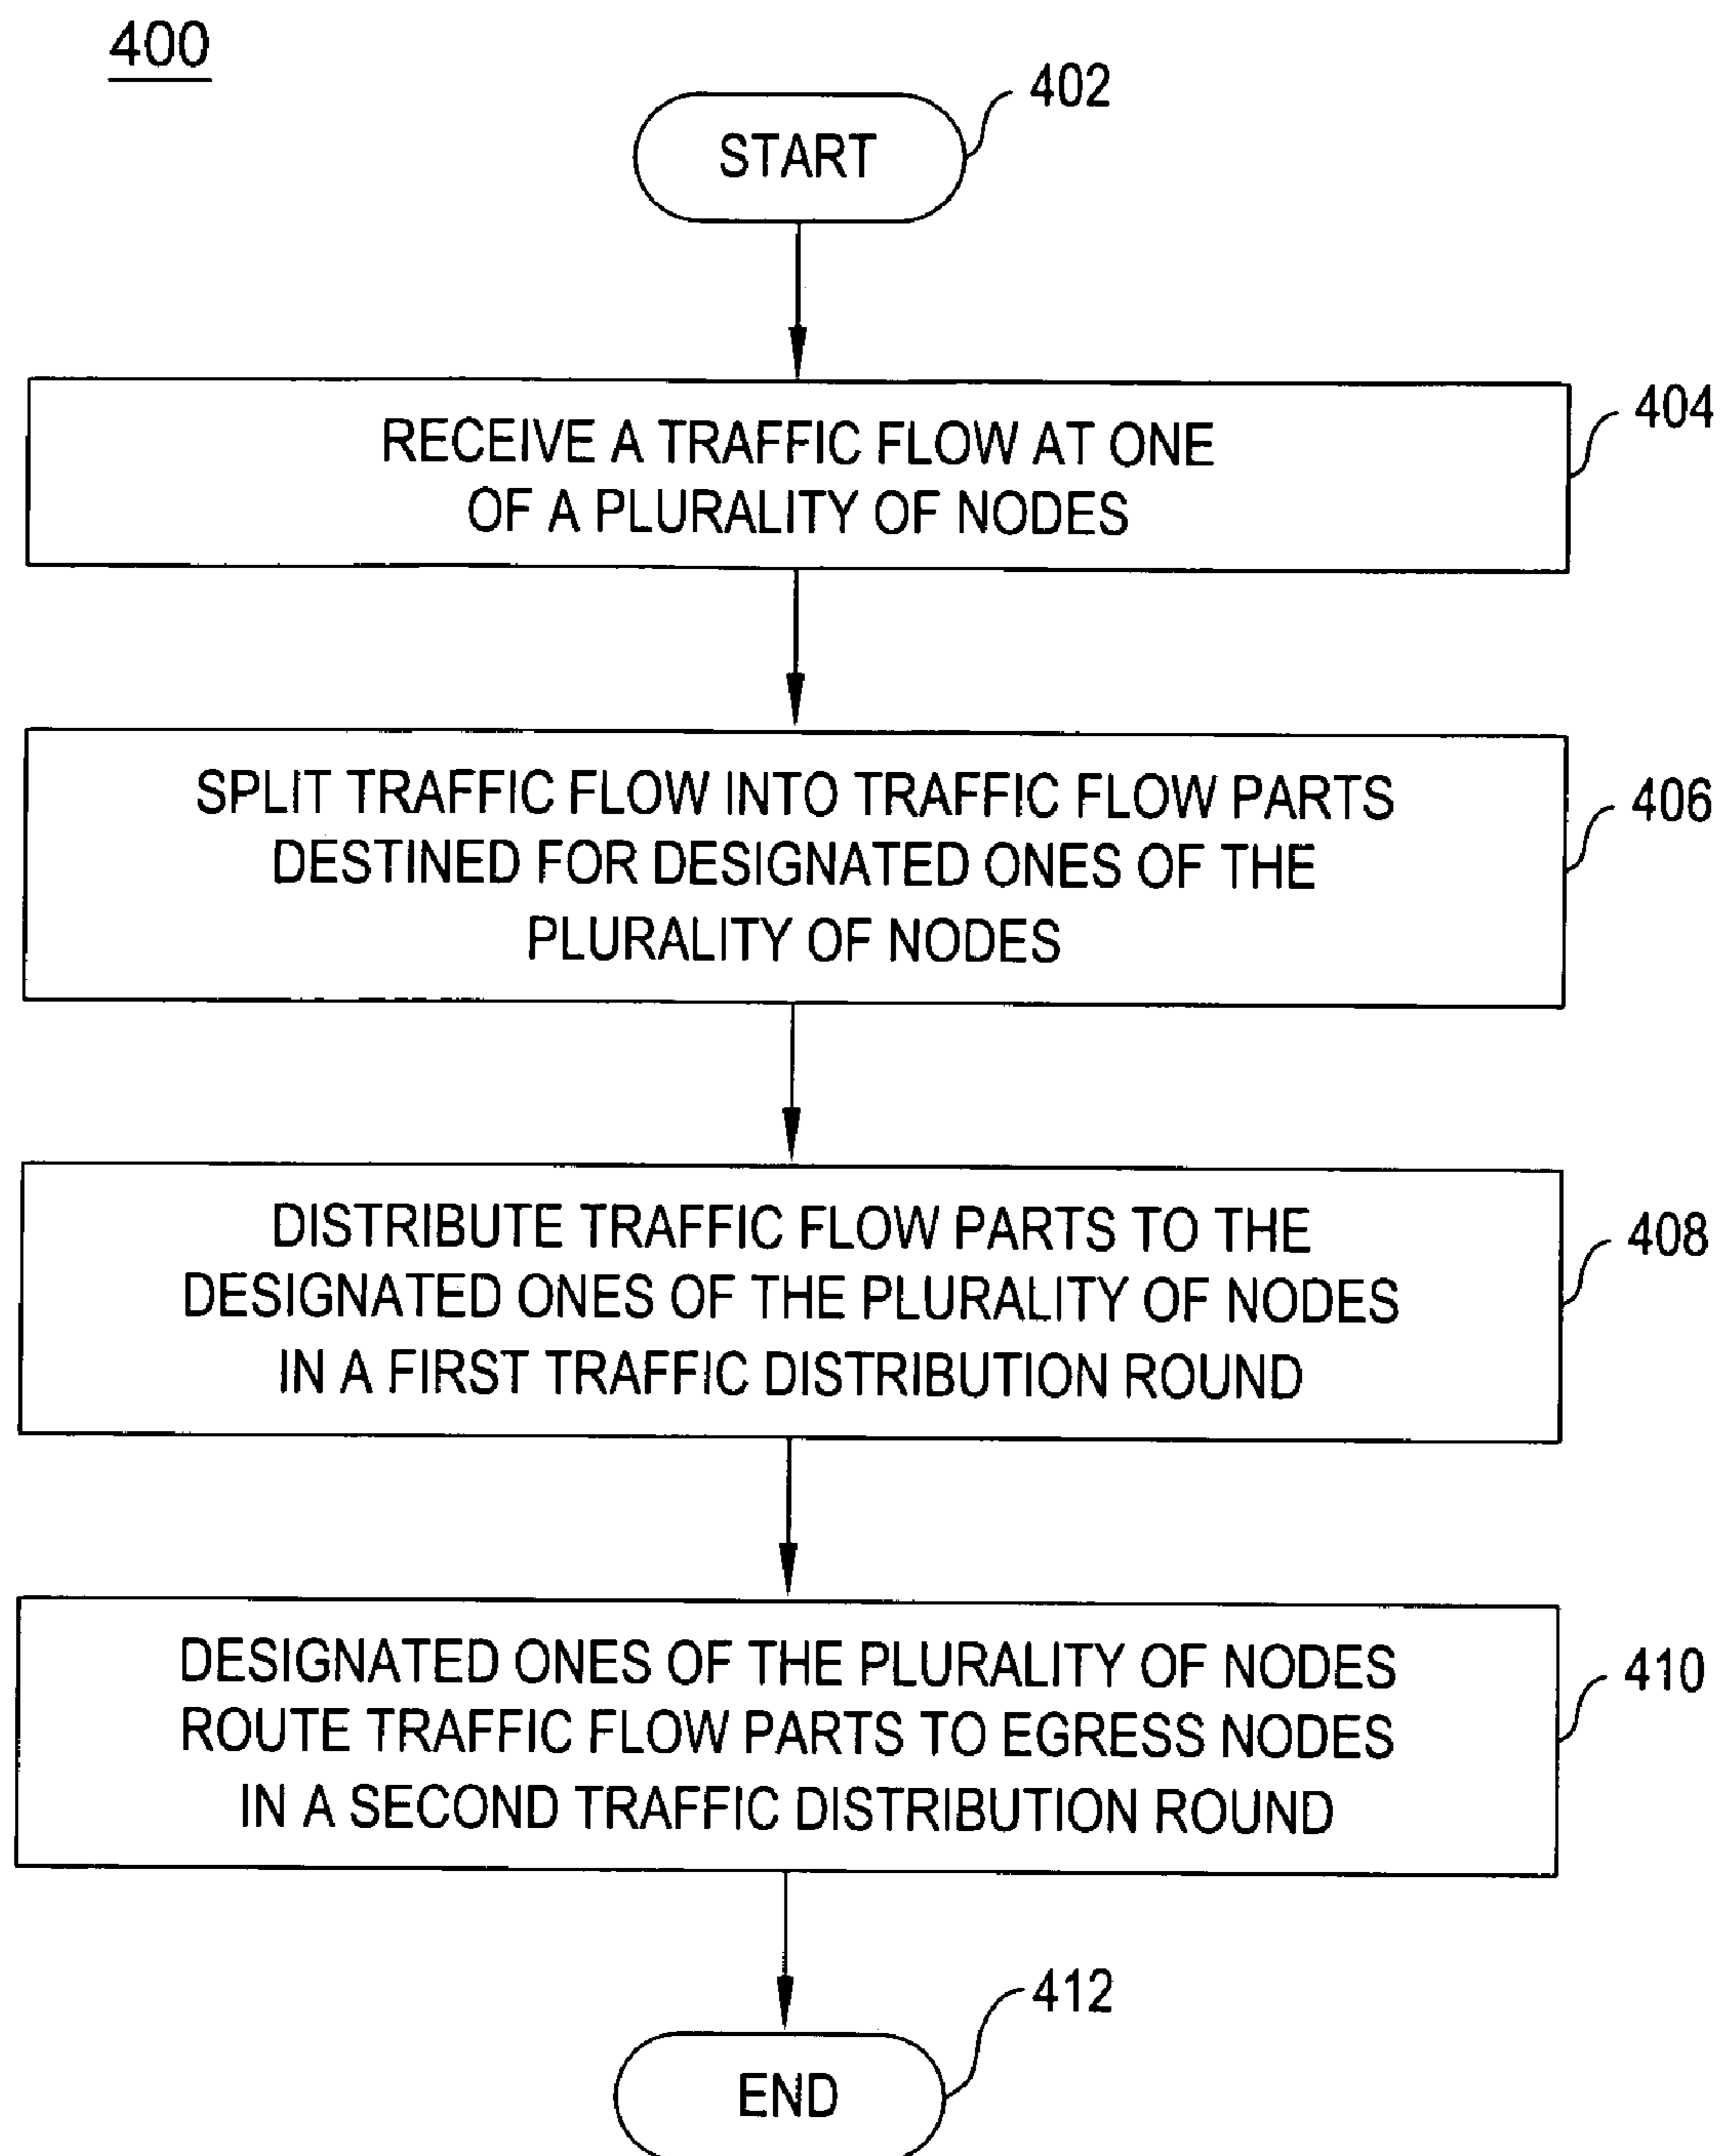 400
402
START
404
RECEIVE A TRAFFIC FLOW AT ONE
OF A PLURALITY OF NODES
406
SPLIT TRAFFIC FLOW INTO TRAFFIC FLOW PARTS
DESTINED FOR DESIGNATED ONES OF THE
PLURALITY OF NODES
408
DISTRIBUTE TRAFFIC FLOW PARTS TO THE
DESIGNATED ONES OF THE PLURALITY OF NODES
IN A FIRST TRAFFIC DISTRIBUTION ROUND
410
DESIGNATED ONES OF THE PLURALITY OF NODES
ROUTE TRAFFIC FLOW PARTS TO EGRESS NODES
IN A SECOND TRAFFIC DISTRIBUTION ROUND
412
END